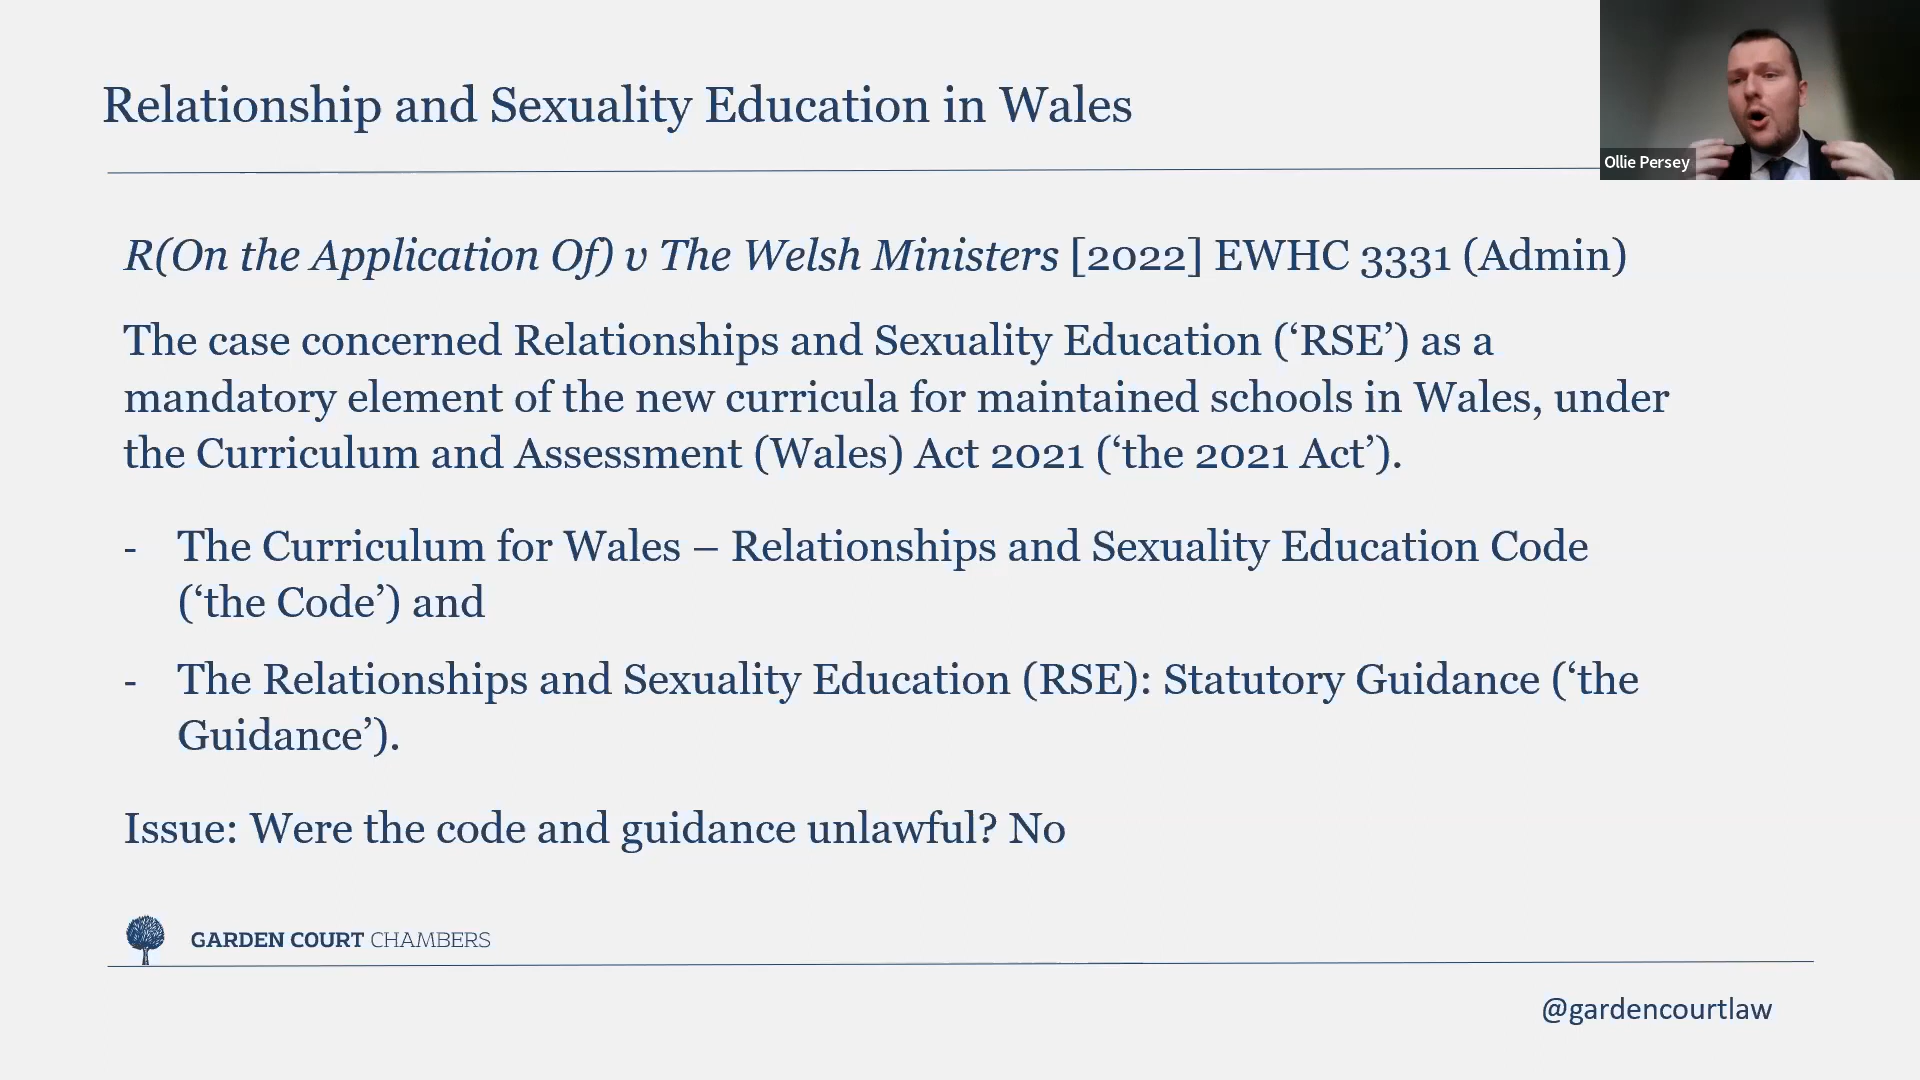 Relationship and Sexuality Education in Wales
Ollie Persey
R(On the Application Of) v The Welsh Ministers [2022] EWHC 3331 (Admin)
The case concerned Relationships and Sexuality Education (‘RSE’) as a
mandatory element of the new curricula for maintained schools in Wales, under
the Curriculum and Assessment (Wales) Act 2021 (‘the 2021 Act’).
- The Curriculum for Wales – Relationships and Sexuality Education Code
(‘the Code’) and
- The Relationships and Sexuality Education (RSE): Statutory Guidance (‘the
Guidance’).
Issue: Were the code and guidance unlawful? No
GARDEN COURT CHAMBERS
@gardencourtlaw